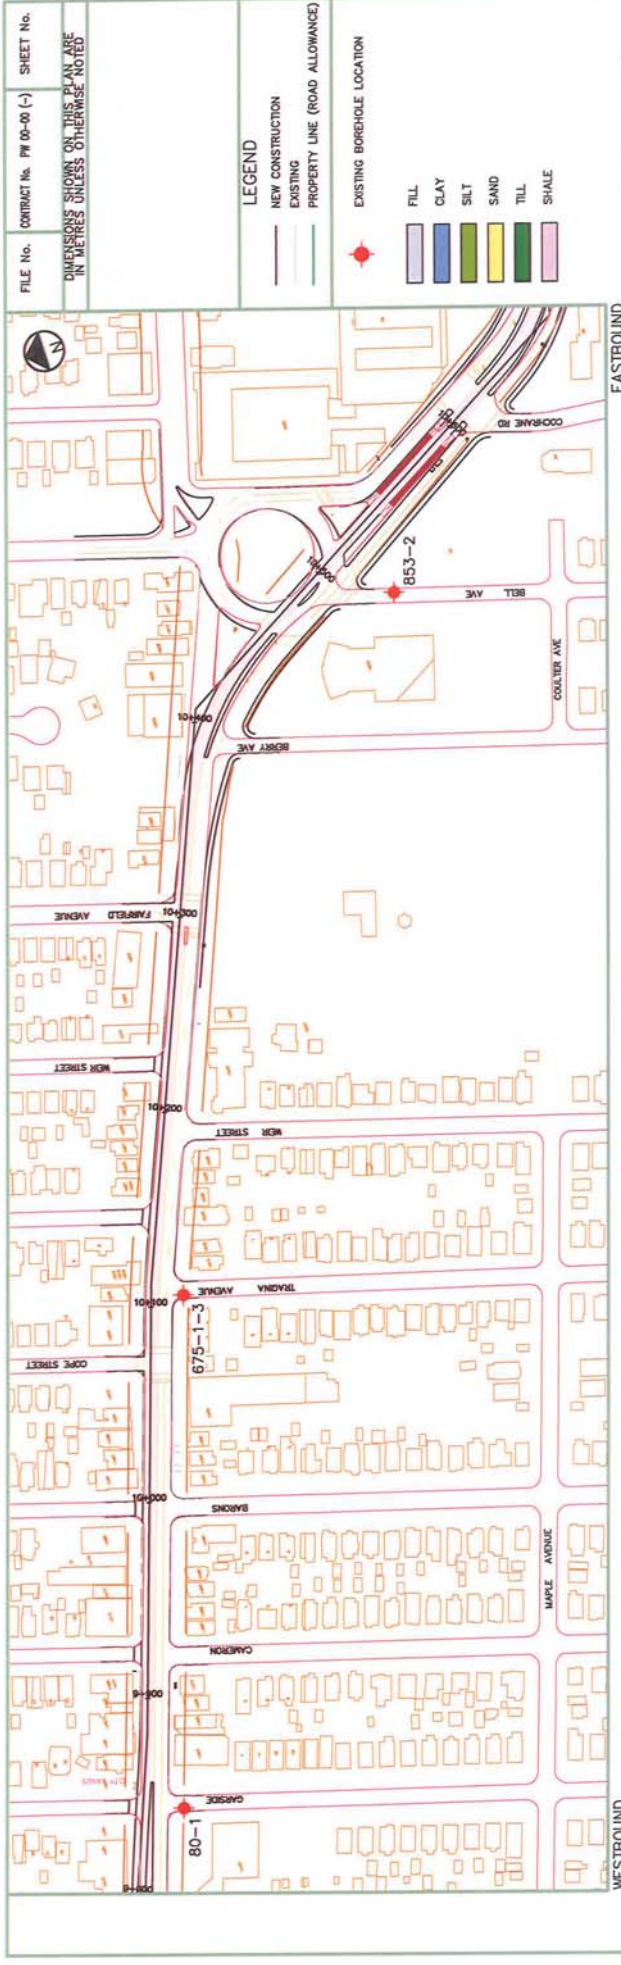 FILE No.
CONTRACT No. PW 00-00 (-)
SHEET No.
DIMENSIONS SHOWN ON THIS PLAN ARE
IN METRES UNLESS OTHERWISE NOTED
LEGEND
NEW CONSTRUCTION
EXISTING
PROPERTY LINE (ROAD ALLOWANCE)
EXISTING BOREHOLE LOCATION
FILL
CLAY
SILT
SAND
TILL
SHALE
N
EASTBOUND
WESTBOUND
COCHRANE RD
853-2
BELL AVE
COULTER AVE
10+500
10+400
BERRY AVE
FAIRFIELD AVENUE
10+300
WEIR STREET
10+200
WEIR STREET
TRAGINA AVENUE
10+100
675-1-3
COPE STREET
10+000
BARONS
MAPLE AVENUE
CAMERON
9+900
GARSIDE
80-1